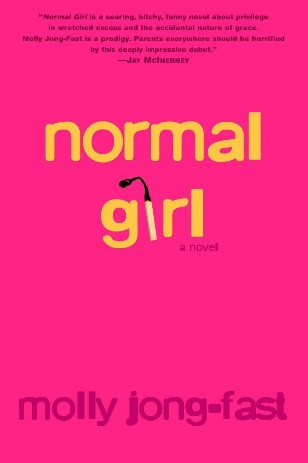 "Normal Girl is a searing, bitchy, funny novel about privilege
in wretched excess and the accidental nature of grace.
Molly Jong-Fast is a prodigy. Parents everywhere should be horrified
by this deeply impressive debut."
—Jay McInerney
normal
girl
a novel
molly jong-fast